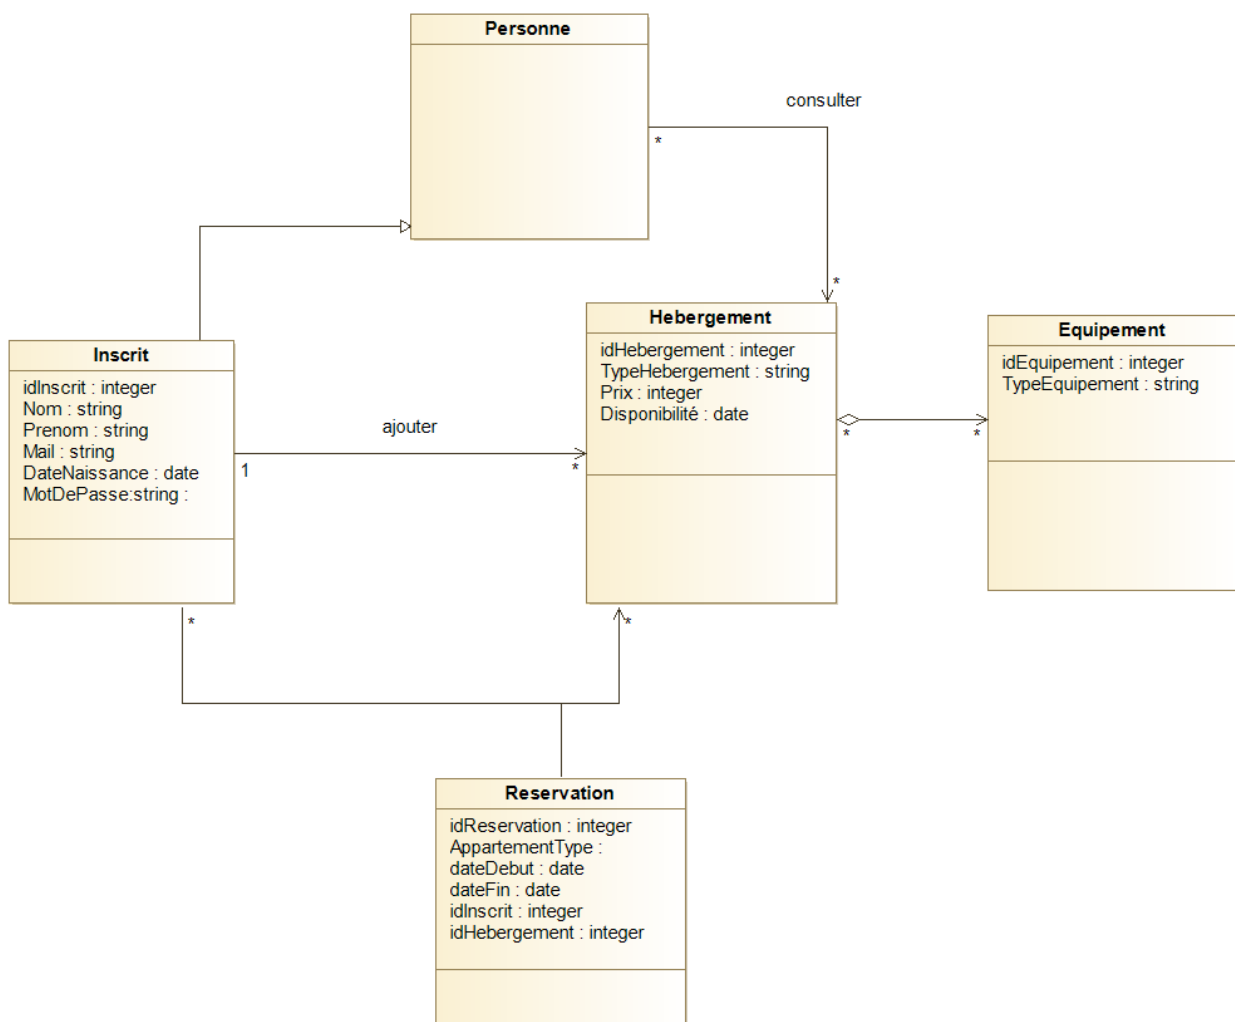 Personne
consulter
*
*
Hebergement
idHebergement : integer
TypeHebergement : string
Prix : integer
Disponibilité : date
*
*
Equipement
idEquipement : integer
TypeEquipement : string
Inscrit
idInscrit : integer
Nom : string
Prenom : string
Mail : string
DateNaissance : date
MotDePasse:string :
ajouter
1
*
*
*
Reservation
idReservation : integer
AppartementType :
dateDebut : date
dateFin : date
idInscrit : integer
idHebergement : integer